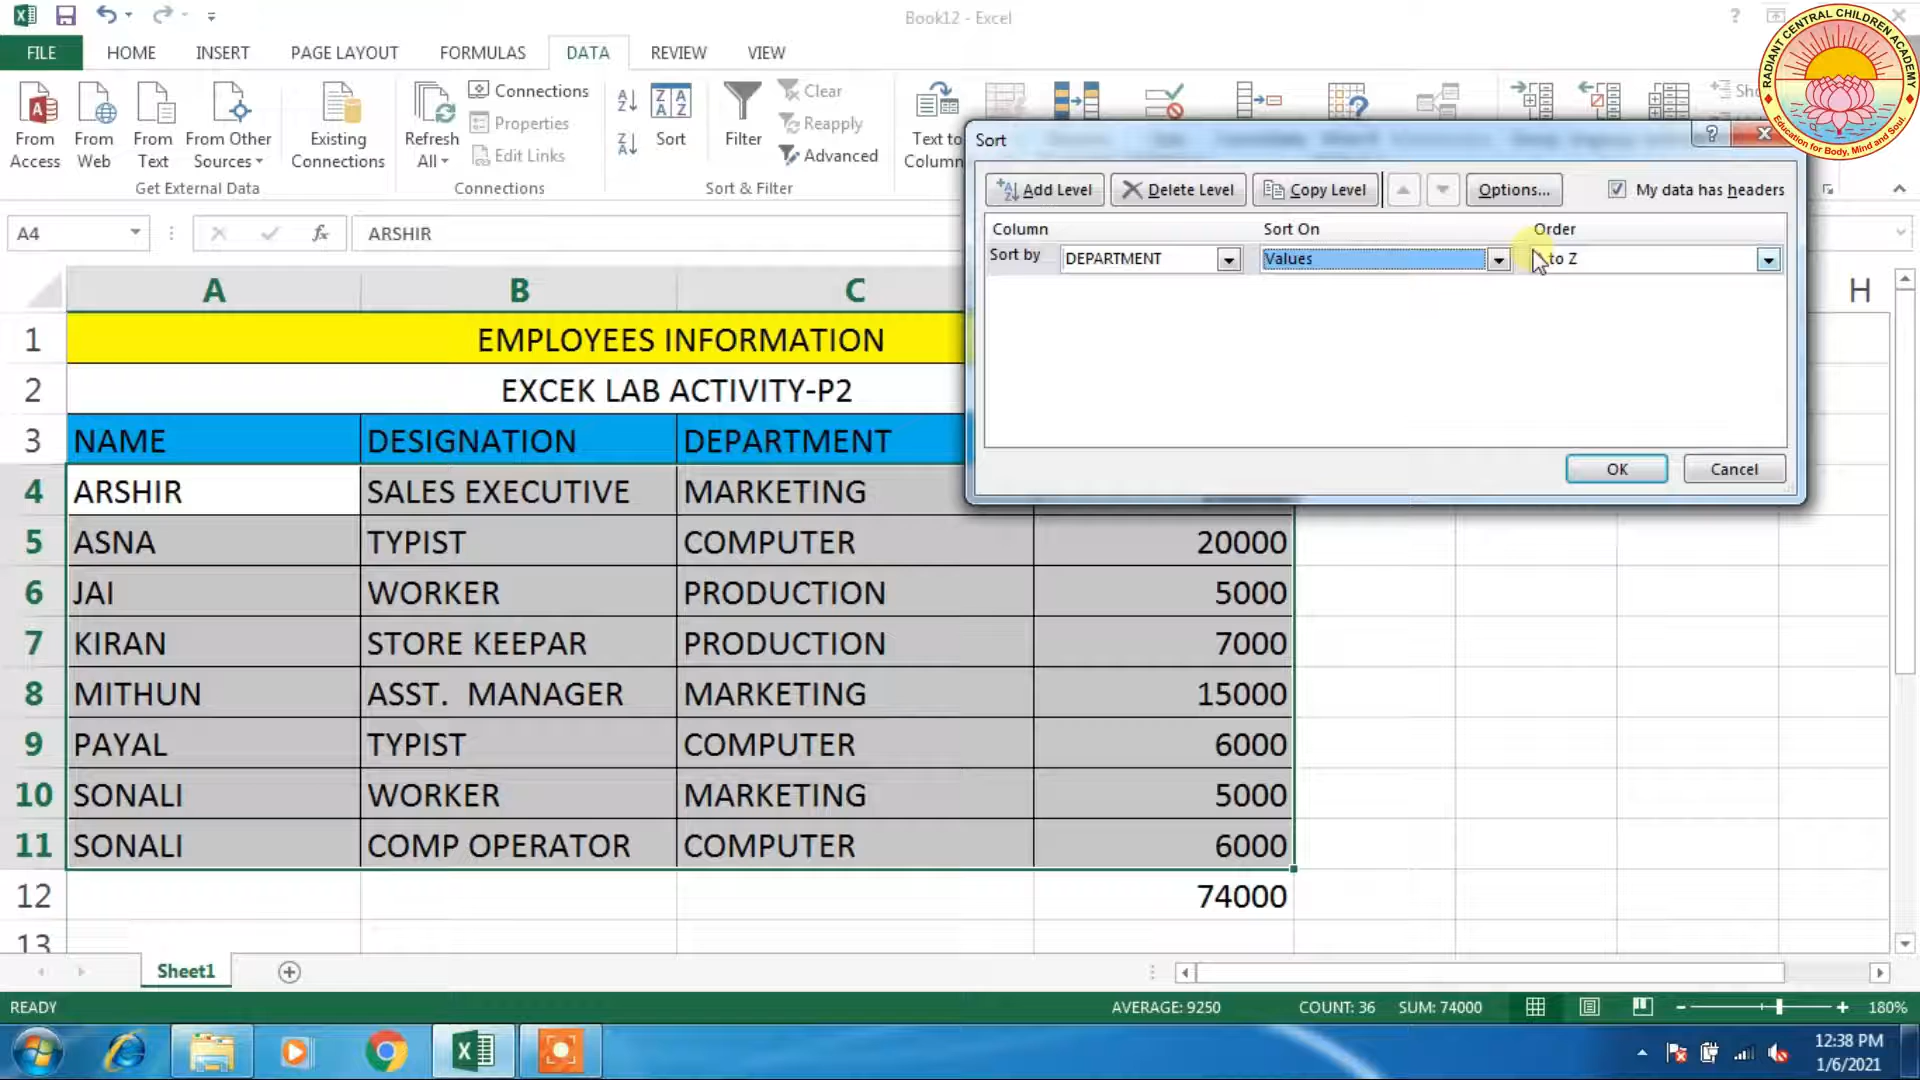 Book12 - Excel
FILE HOME INSERT PAGE LAYOUT FORMULAS DATA REVIEW VIEW
From Access
From Web
From Text
From Other Sources
Get External Data
Existing Connections
Refresh All
Connections
Properties
Edit Links
Connections
Sort
Filter
Clear
Reapply
Advanced
Sort & Filter
Text to
RADIANT CENTRAL CHILDREN ACADEMY
Education for Body, Mind and Soul.
A4
ARSHIR
Sort
Add Level Delete Level Copy Level Options... My data has headers
Column Sort On Order
Sort by DEPARTMENT Values to Z
OK Cancel
A B C H
1 EMPLOYEES INFORMATION
2 EXCEK LAB ACTIVITY-P2
3 NAME DESIGNATION DEPARTMENT
4 ARSHIR SALES EXECUTIVE MARKETING
5 ASNA TYPIST COMPUTER 20000
6 JAI WORKER PRODUCTION 5000
7 KIRAN STORE KEEPAR PRODUCTION 7000
8 MITHUN ASST. MANAGER MARKETING 15000
9 PAYAL TYPIST COMPUTER 6000
10 SONALI WORKER MARKETING 5000
11 SONALI COMP OPERATOR COMPUTER 6000
12 74000
13
Sheet1
READY AVERAGE: 9250 COUNT: 36 SUM: 74000 180%
12:38 PM
1/6/2021